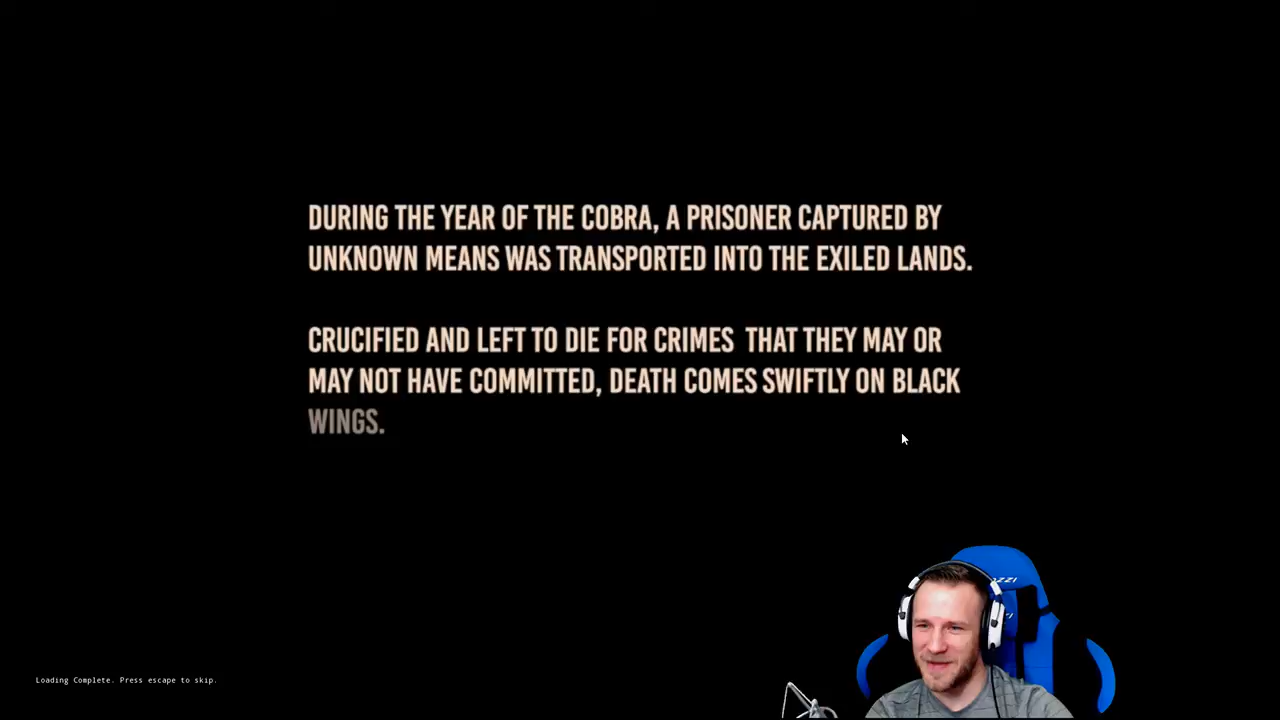 DURING THE YEAR OF THE COBRA, A PRISONER CAPTURED BY
UNKNOWN MEANS WAS TRANSPORTED INTO THE EXILED LANDS.
CRUCIFIED AND LEFT TO DIE FOR CRIMES THAT THEY MAY OR
MAY NOT HAVE COMMITTED, DEATH COMES SWIFTLY ON BLACK
WINGS.
Loading Complete. Press escape to skip.